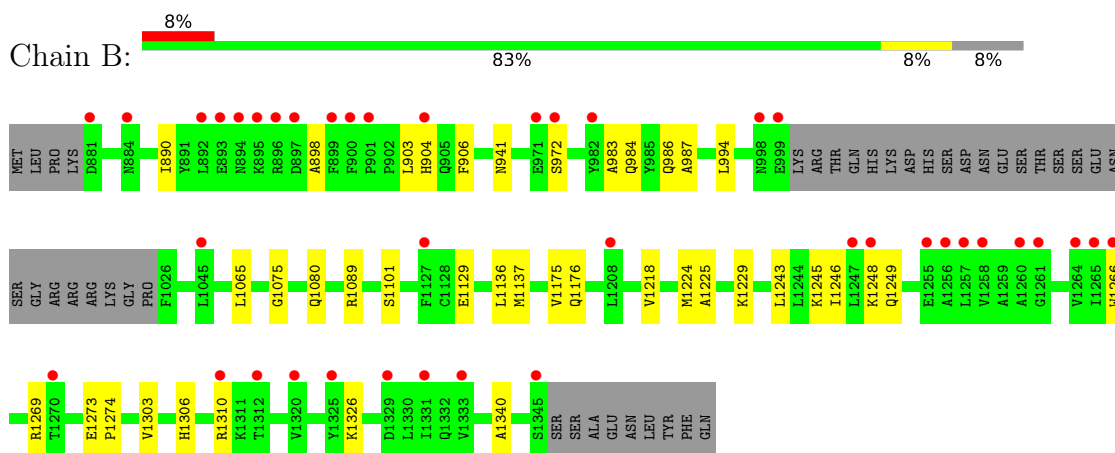 8%
Chain B:
83% 8% 8%
MET LEU PRO LYS D881 N884 I890 Y891 L892 E893 N894 K895 R896 D897 A898 F899 F900 P901 P902 L903 H904 Q905 F906 N941 E971 S972 Y982 A983 Q984 Y985 Q986 A987 L994 N998 E999 LYS ARG THR GLN HIS LYS ASP HIS SER ASP ASN GLU SER THR SER SER GLU ASN
SER GLY ARG ARG ARG LYS GLY PRO F1026 L1045 L1065 G1075 Q1080 R1089 S1101 F1127 C1128 E1129 L1136 M1137 V1175 Q1176 L1208 V1218 M1224 A1225 K1229 L1243 L1244 K1245 I1246 L1247 K1248 Q1249 E1255 A1256 L1257 V1258 A1259 A1260 G1261 V1264 I1265 H1266
R1269 T1270 E1273 P1274 V1303 H1306 R1310 K1311 T1312 V1320 Y1325 K1326 D1329 L1330 I1331 Q1332 V1333 A1340 S1345 SER SER ALA GLU ASN LEU TYR PHE GLN